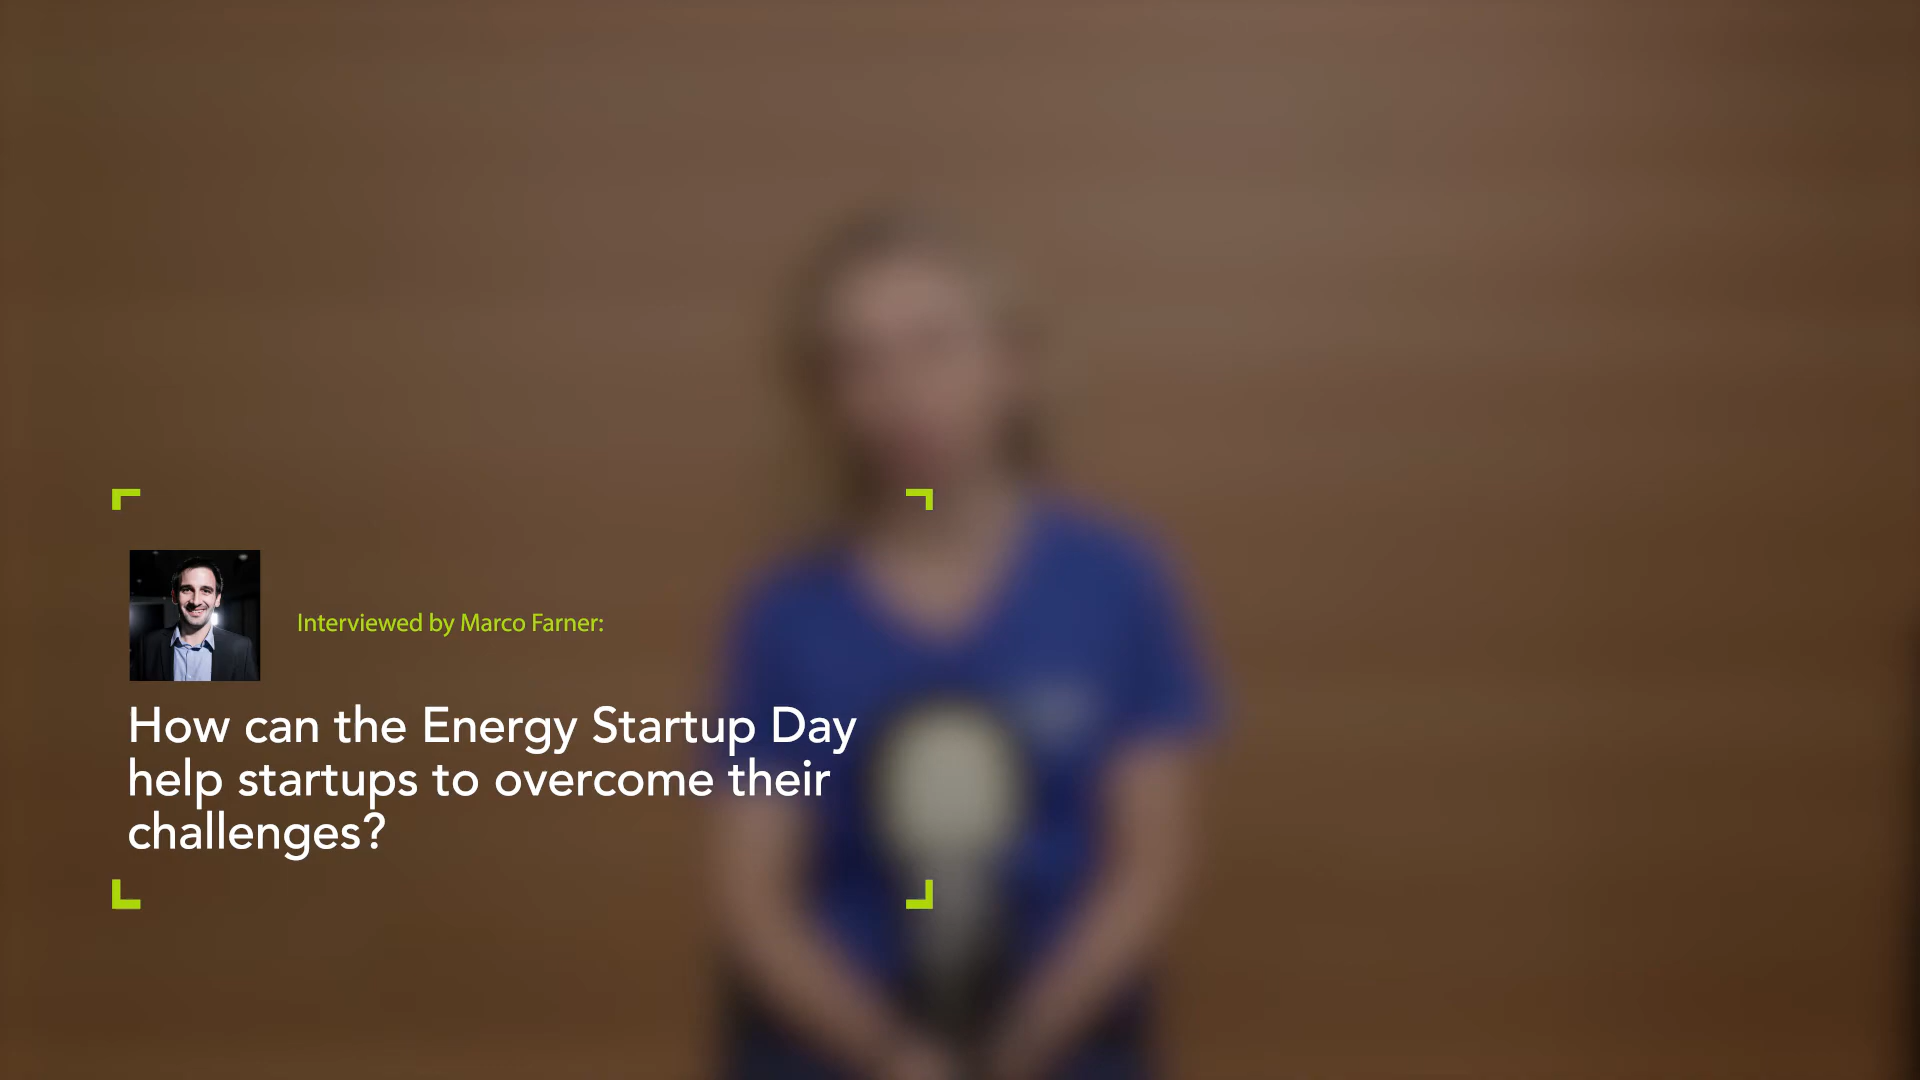 Interviewed by Marco Farner:
How can the Energy Startup Day
help startups to overcome their
challenges?